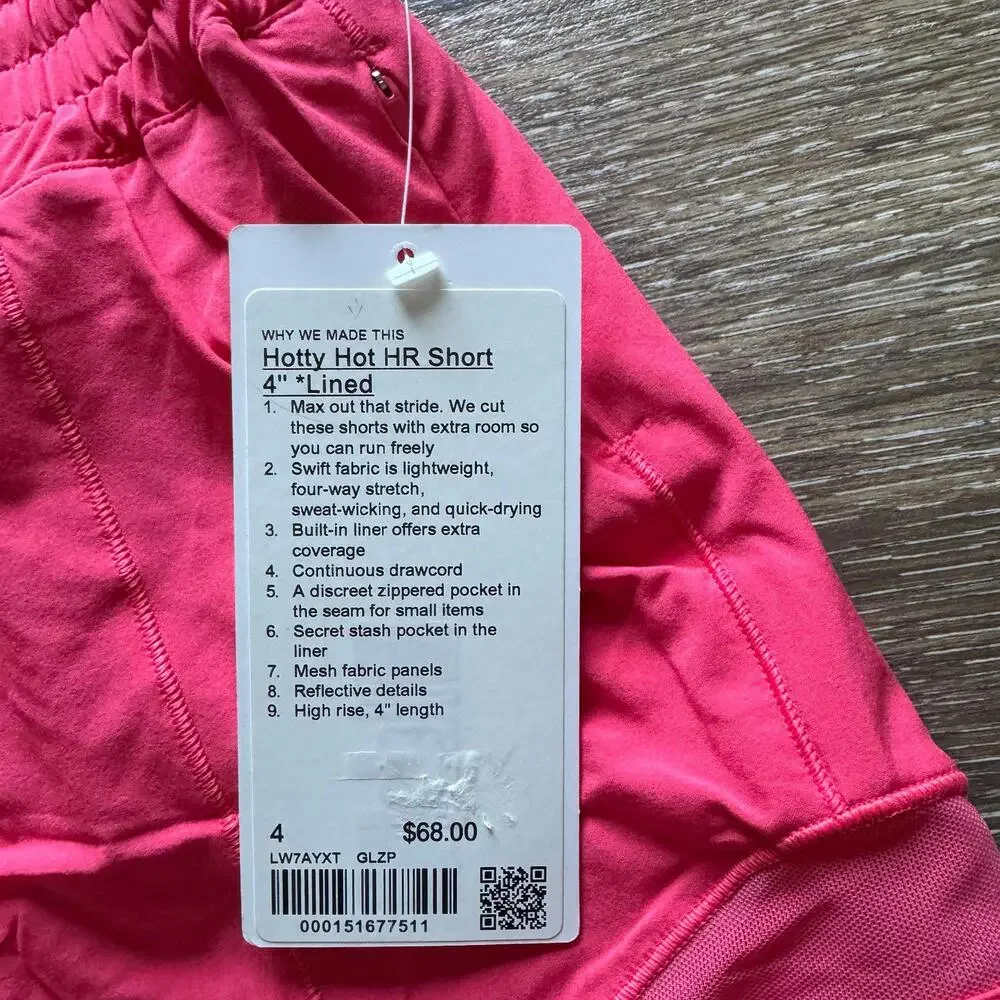 WHY WE MADE THIS
Hotty Hot HR Short
4" *Lined
1. Max out that stride. We cut
these shorts with extra room so
you can run freely
2. Swift fabric is lightweight,
four-way stretch,
sweat-wicking, and quick-drying
3. Built-in liner offers extra
coverage
4. Continuous drawcord
5. A discreet zippered pocket in
the seam for small items
6. Secret stash pocket in the
liner
7. Mesh fabric panels
8. Reflective details
9. High rise, 4" length
4 $68.00
LW7AYXT GLZP
000151677511